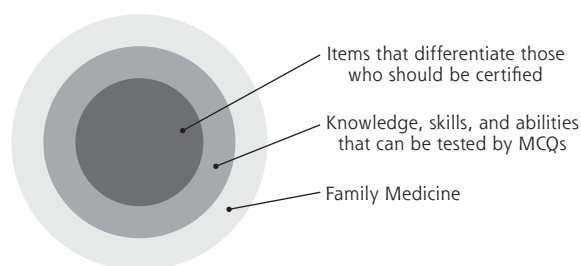 Items that differentiate those
who should be certified
Knowledge, skills, and abilities
that can be tested by MCQs
Family Medicine